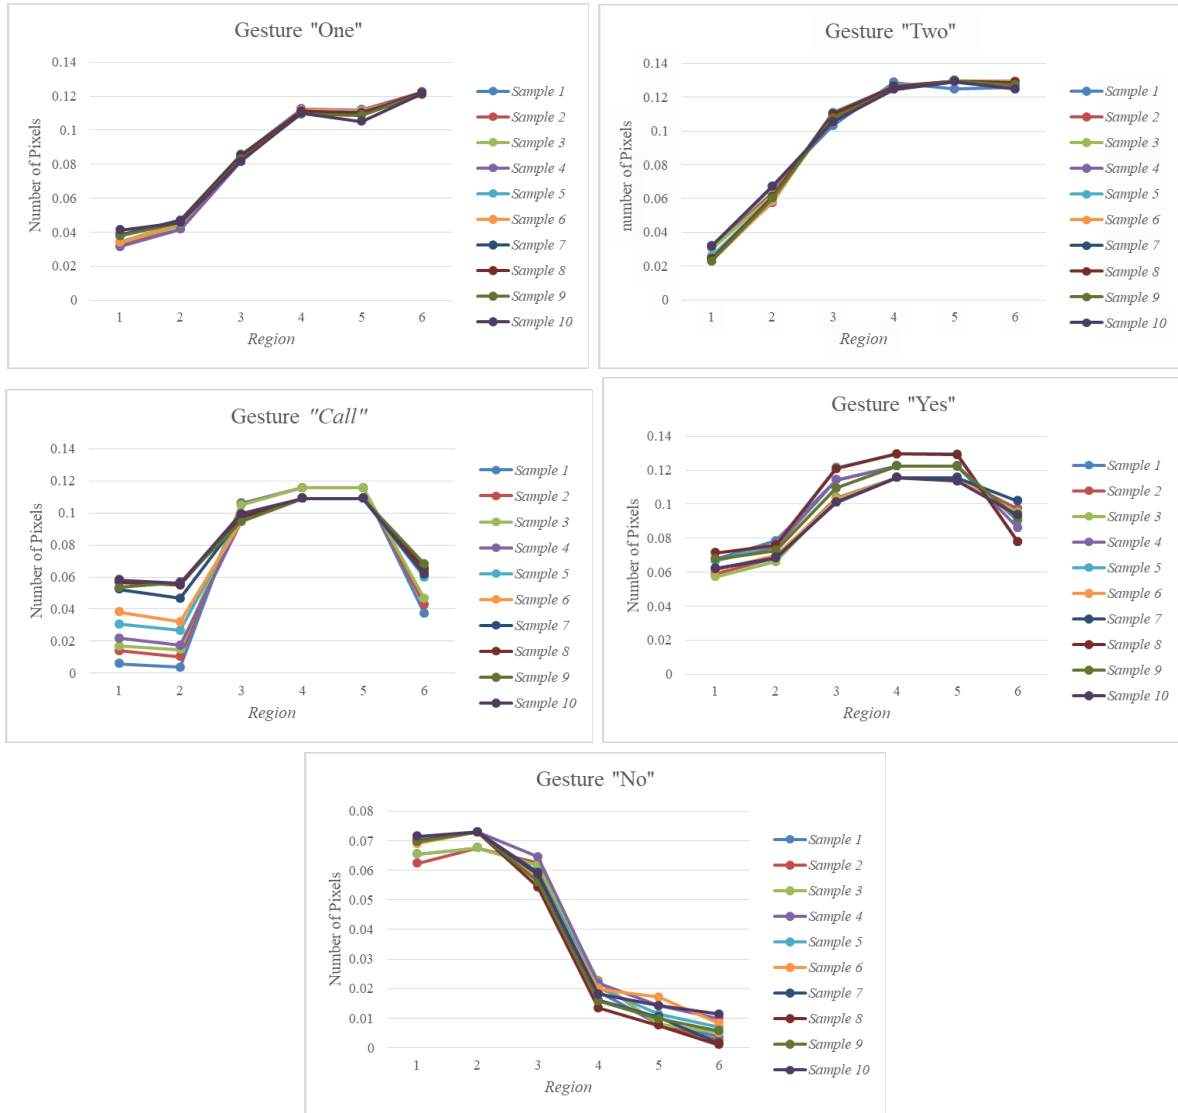 Gesture "One"
Number of Pixels
0.14
0.12
0.1
0.08
0.06
0.04
0.02
0
1 2 3 4 5 6
Region
Sample 1
Sample 2
Sample 3
Sample 4
Sample 5
Sample 6
Sample 7
Sample 8
Sample 9
Sample 10
Gesture "Two"
number of Pixels
0.14
0.12
0.1
0.08
0.06
0.04
0.02
0
1 2 3 4 5 6
Region
Sample 1
Sample 2
Sample 3
Sample 4
Sample 5
Sample 6
Sample 7
Sample 8
Sample 9
Sample 10
Gesture "Call"
Number of Pixels
0.14
0.12
0.1
0.08
0.06
0.04
0.02
0
1 2 3 4 5 6
Region
Sample 1
Sample 2
Sample 3
Sample 4
Sample 5
Sample 6
Sample 7
Sample 8
Sample 9
Sample 10
Gesture "Yes"
Number of Pixels
0.14
0.12
0.1
0.08
0.06
0.04
0.02
0
1 2 3 4 5 6
Region
Sample 1
Sample 2
Sample 3
Sample 4
Sample 5
Sample 6
Sample 7
Sample 8
Sample 9
Sample 10
Gesture "No"
Number of Pixels
0.08
0.07
0.06
0.05
0.04
0.03
0.02
0.01
0
1 2 3 4 5 6
Region
Sample 1
Sample 2
Sample 3
Sample 4
Sample 5
Sample 6
Sample 7
Sample 8
Sample 9
Sample 10